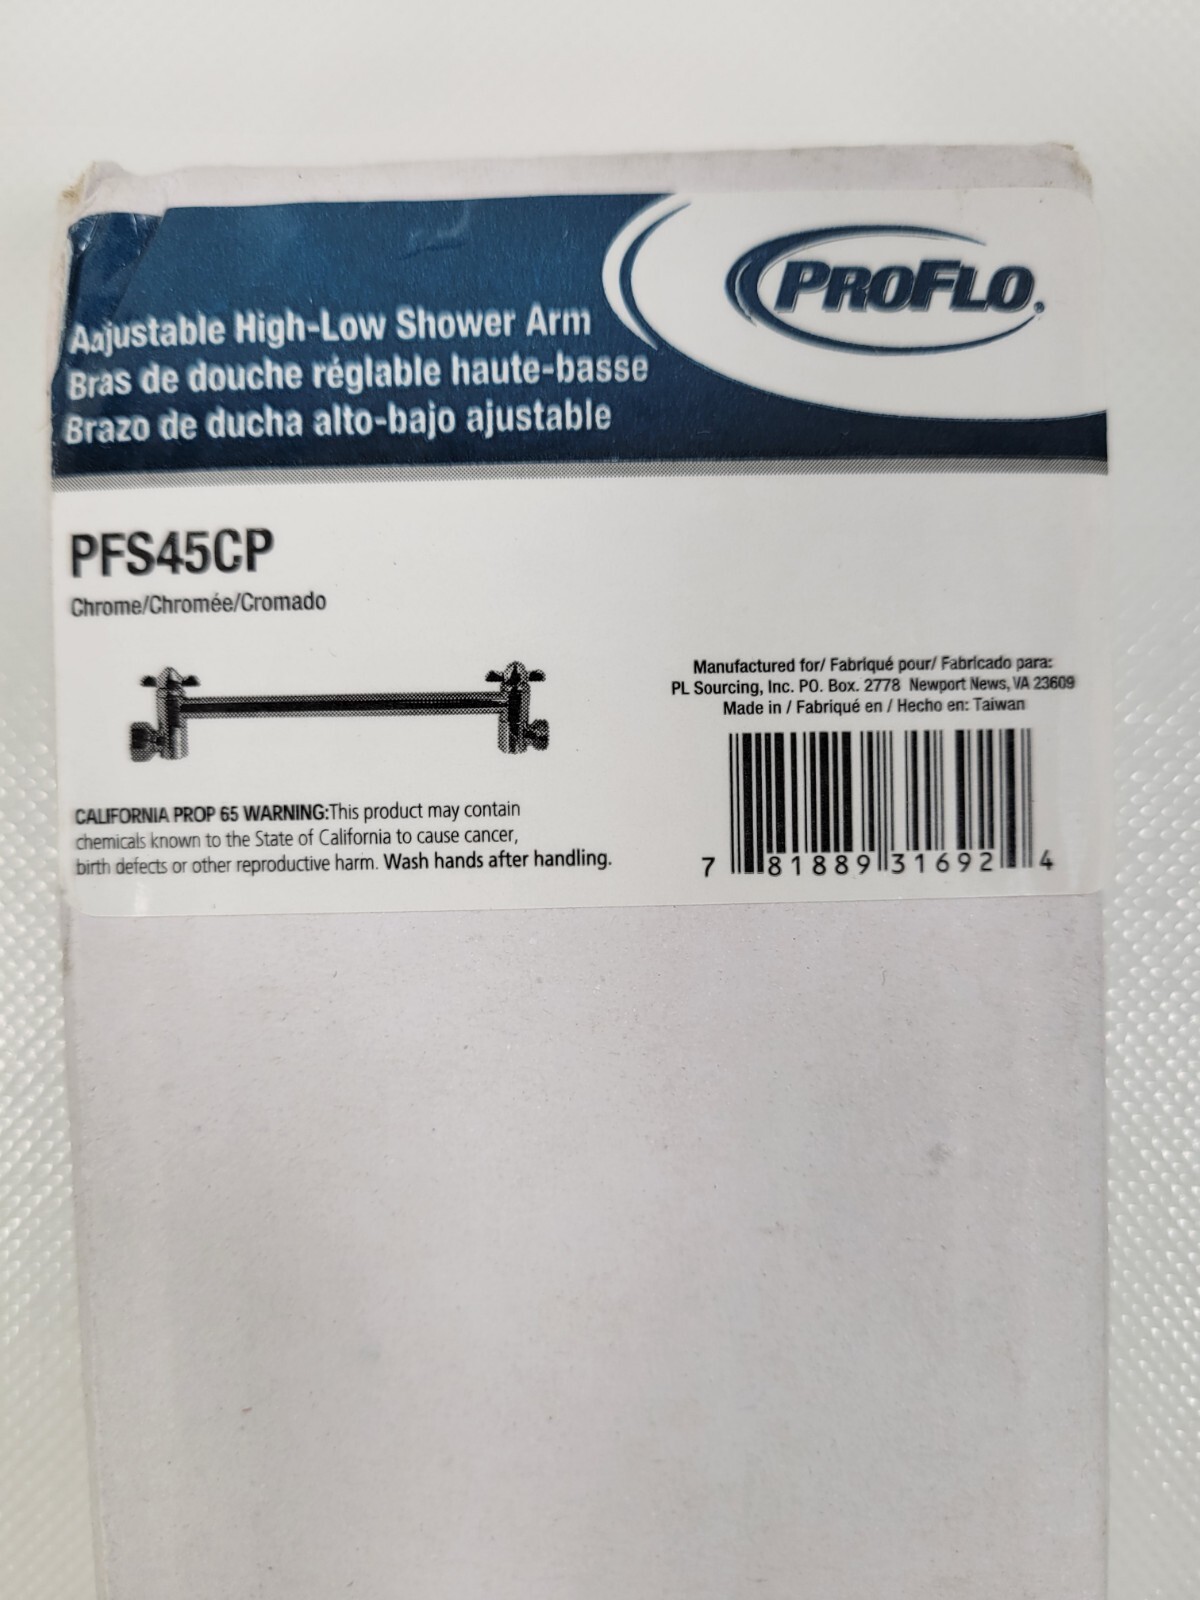 PROFLO.
Adjustable High-Low Shower Arm
Bras de douche réglable haute-basse
Brazo de ducha alto-bajo ajustable
PFS45CP
Chrome/Chromée/Cromado
Manufactured for/ Fabriqué pour/ Fabricado para:
PL Sourcing, Inc. PO. Box. 2778 Newport News, VA 23609
Made in / Fabriqué en / Hecho en: Taiwan
CALIFORNIA PROP 65 WARNING:This product may contain
chemicals known to the State of California to cause cancer,
birth defects or other reproductive harm. Wash hands after handling.
7 81889 31692 4